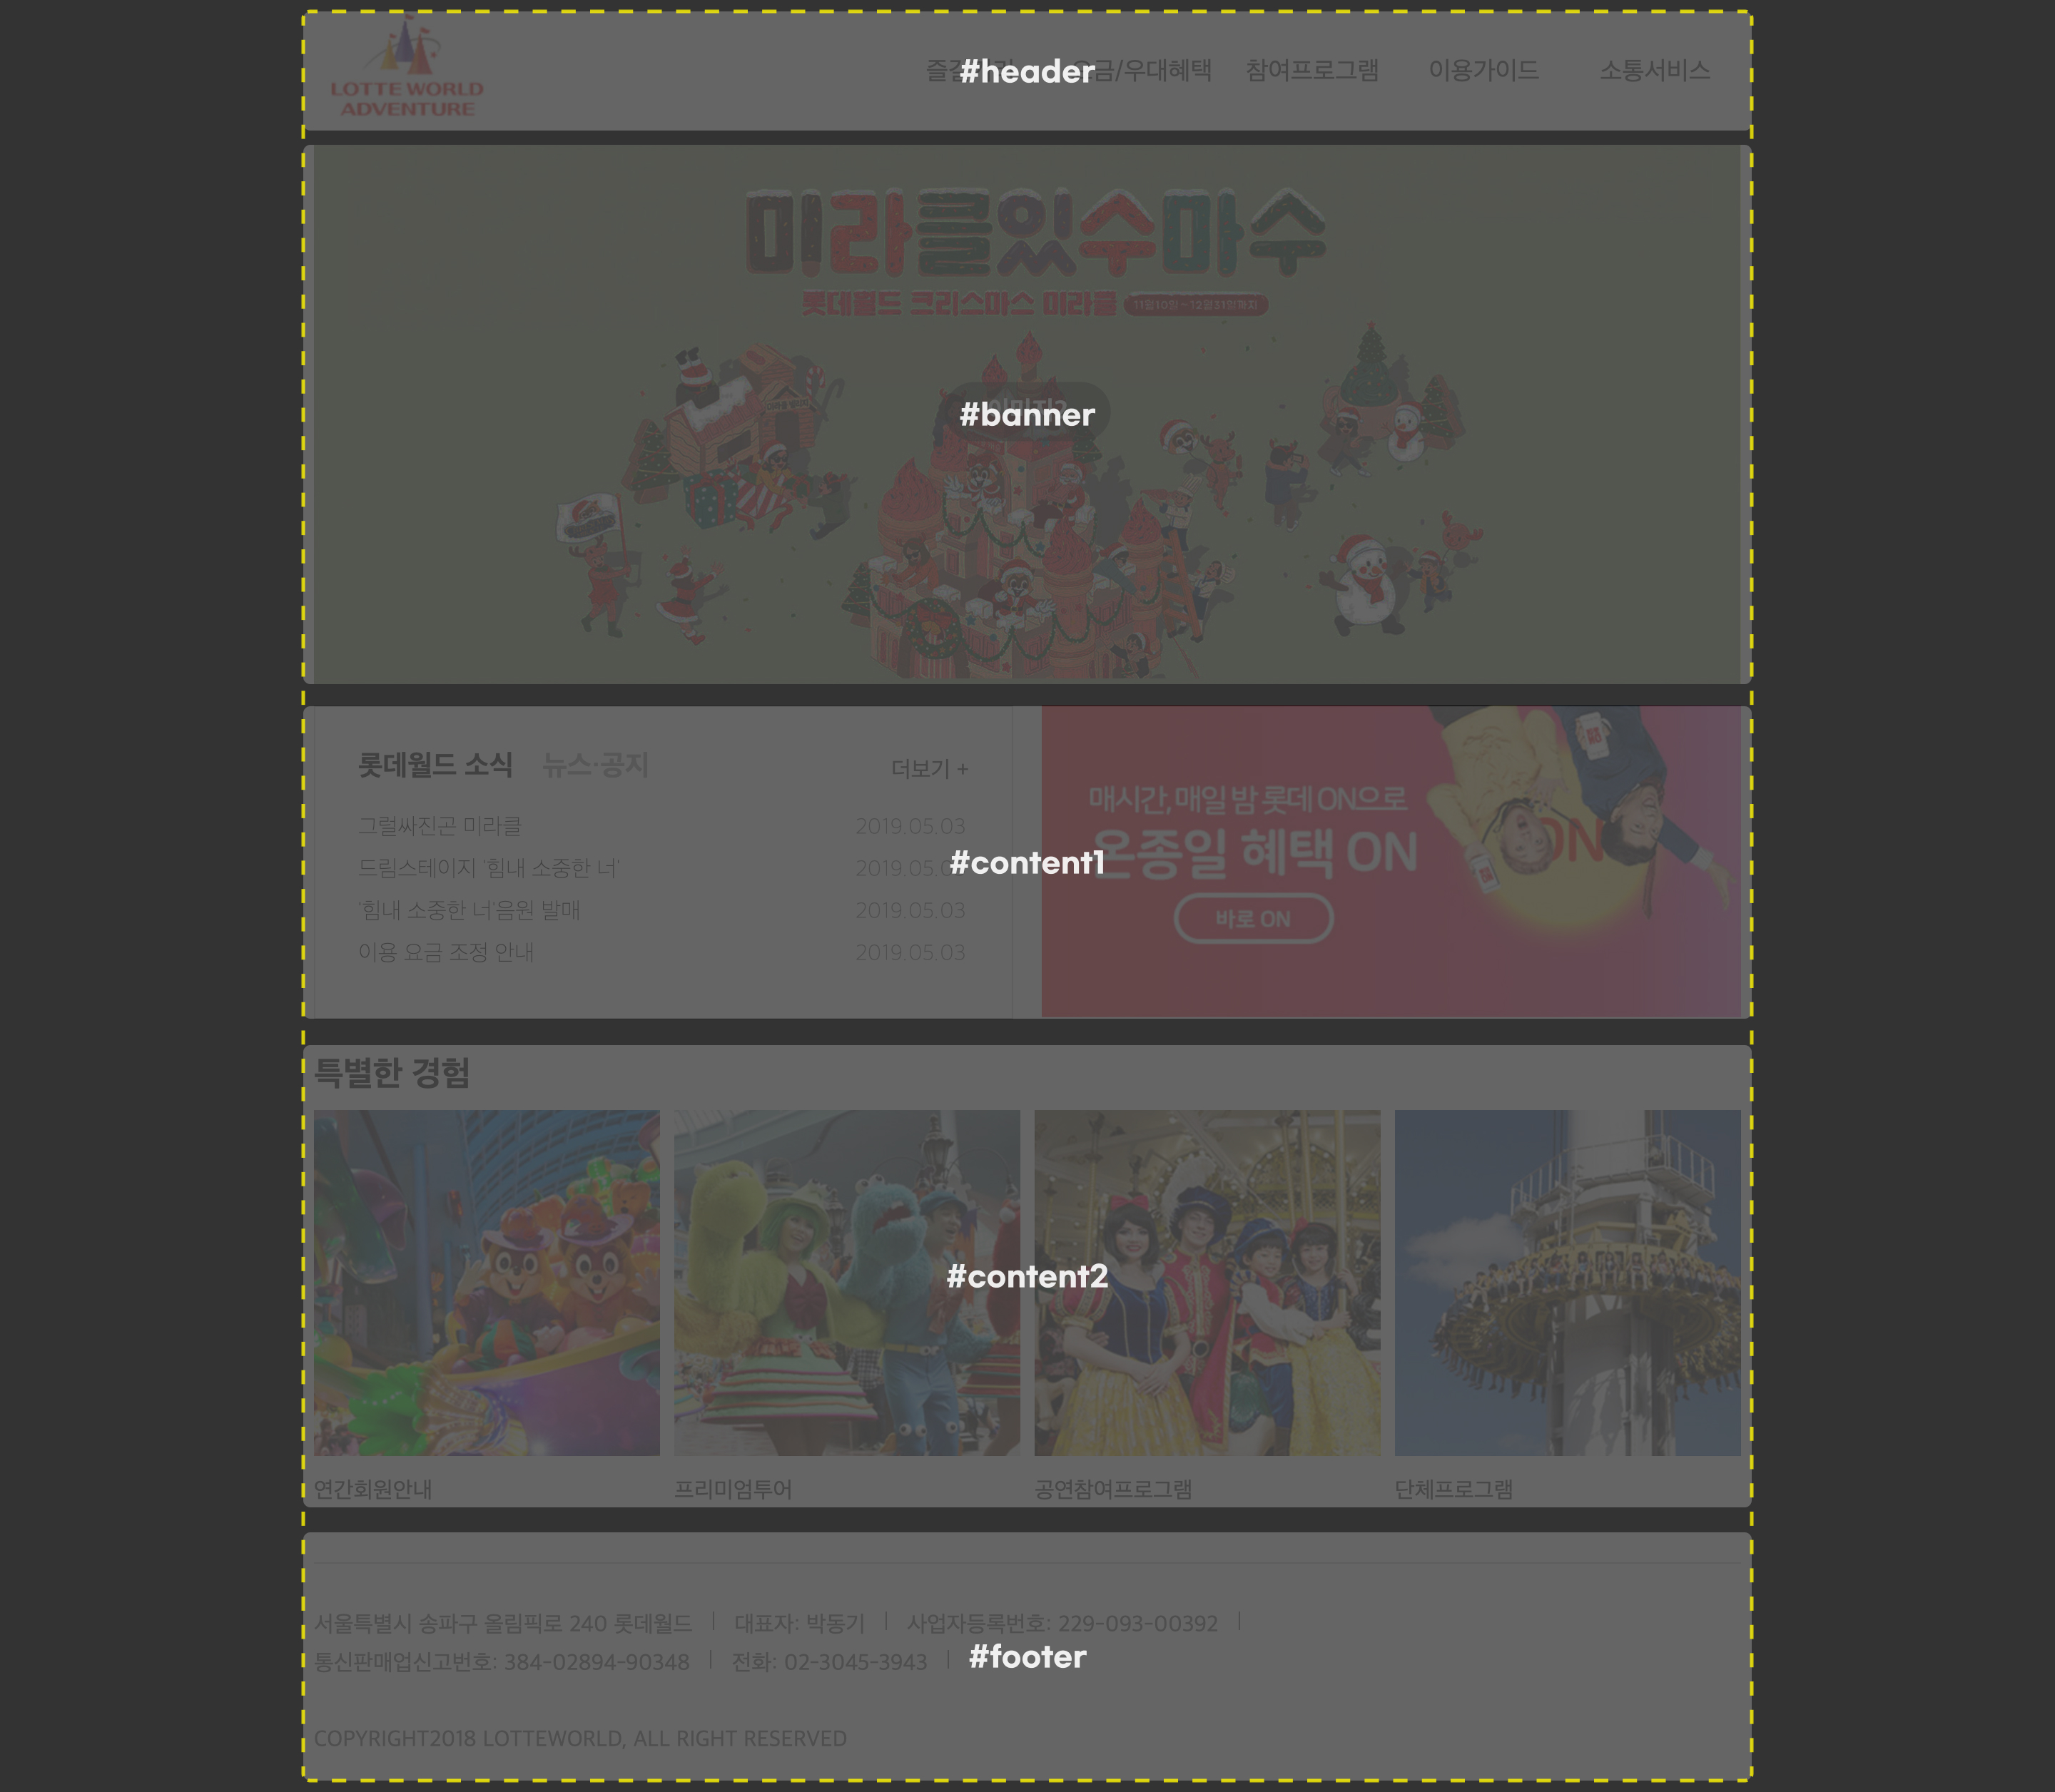 LOTTE WORLD
ADVENTURE
#header
요금/우대혜택 참여프로그램 이용가이드 소통서비스
미라클있수마수
롯데월드 크리스마스 미라클 11월10일~12월31일까지
#banner
롯데월드 소식 뉴스·공지 더보기 +
그럴싸진곤 미라클 2019.05.03
드림스테이지 '힘내 소중한 너'
'힘내 소중한 너'음원 발매 2019.05.03
이용 요금 조정 안내 2019.05.03
#content1
매시간, 매일 밤 롯데 ON으로
온종일 혜택 ON
바로 ON
ON
특별한 경험
#content2
연간회원안내 프리미엄투어 공연참여프로그램 단체프로그램
서울특별시 송파구 올림픽로 240 롯데월드 | 대표자: 박동기 | 사업자등록번호: 229-093-00392 |
통신판매업신고번호: 384-02894-90348 | 전화: 02-3045-3943 |
#footer
COPYRIGHT2018 LOTTEWORLD, ALL RIGHT RESERVED